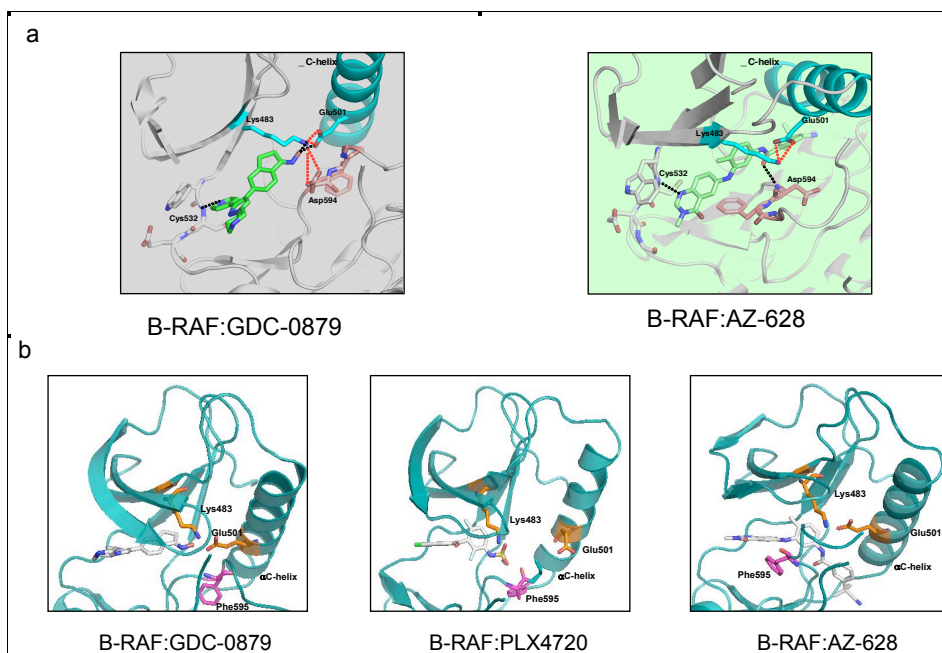 a
_ C-helix
Lys483
Glu501
Cys532
Asp594
B-RAF:GDC-0879
_ C-helix
Glu501
Lys483
Cys532
Asp594
B-RAF:AZ-628
b
Lys483
Glu501
αC-helix
Phe595
B-RAF:GDC-0879
Lys483
Glu501
αC-helix
Phe595
B-RAF:PLX4720
Lys483
Glu501
Phe595
αC-helix
B-RAF:AZ-628